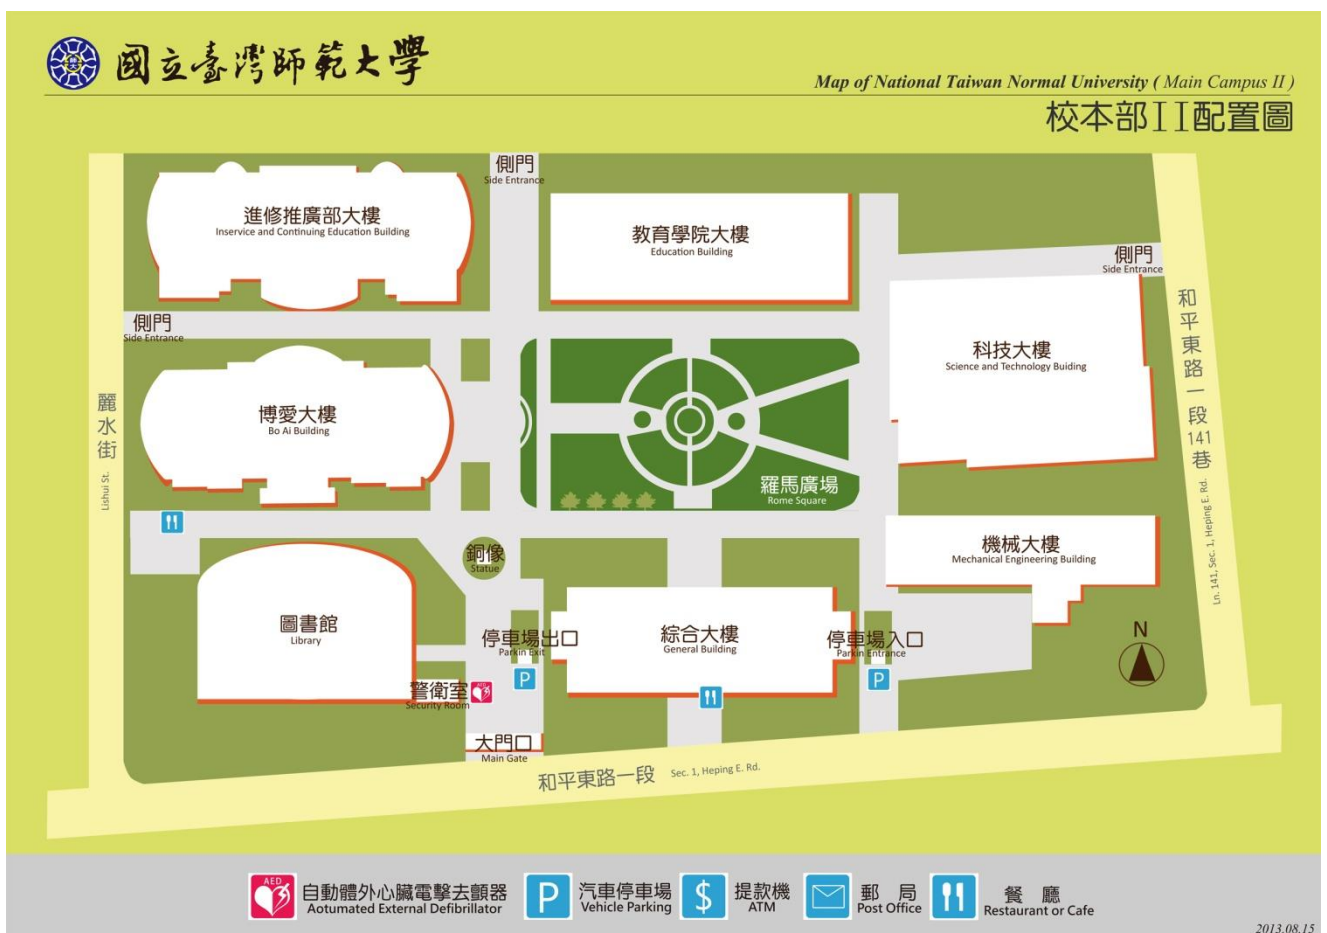 國立臺灣師範大學
Map of National Taiwan Normal University ( Main Campus II )
校本部II配置圖
側門
Side Entrance
進修推廣部大樓
Inservice and Continuing Education Building
教育學院大樓
Education Building
側門
Side Entrance
側門
Side Entrance
和平東路一段141巷
Ln. 141, Sec. 1, Heping E. Rd.
科技大樓
Science and Technology Buiding
麗水街
Lishui St.
博愛大樓
Bo Ai Building
羅馬廣場
Rome Square
銅像
Statue
機械大樓
Mechanical Engineering Building
圖書館
Library
停車場出口
Parkin Exit
P
綜合大樓
General Building
停車場入口
Parkin Entrance
P
N
警衛室
Security Room
AED
大門口
Main Gate
和平東路一段 Sec. 1, Heping E. Rd.
AED
自動體外心臟電擊去顫器
Aotumated External Defibrillator
P
汽車停車場
Vehicle Parking
$
提款機
ATM
郵 局
Post Office
餐 廳
Restaurant or Cafe
2013.08.15